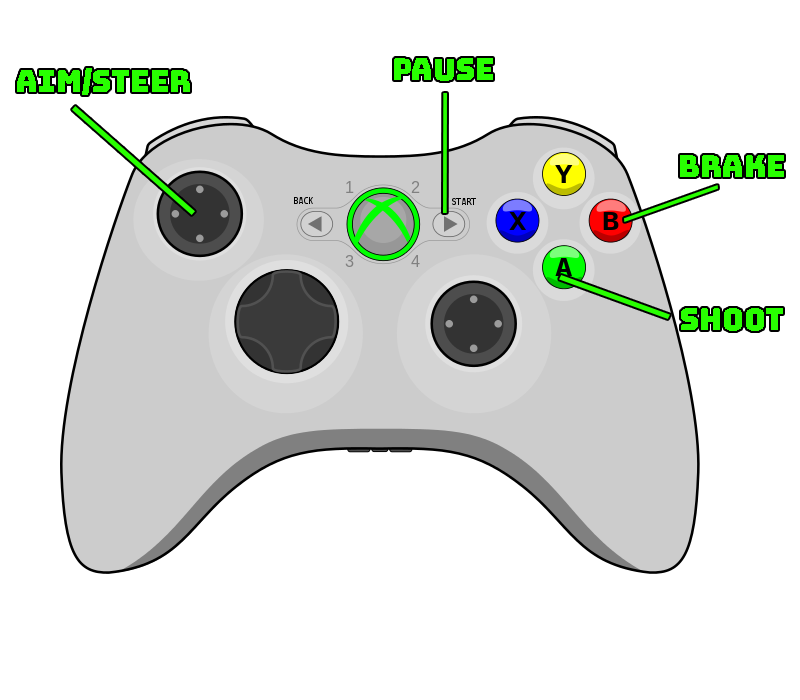 PAUSE
AIM/STEER
BRAKE
Y
1 2
BACK START
X B
3 4
A
SHOOT